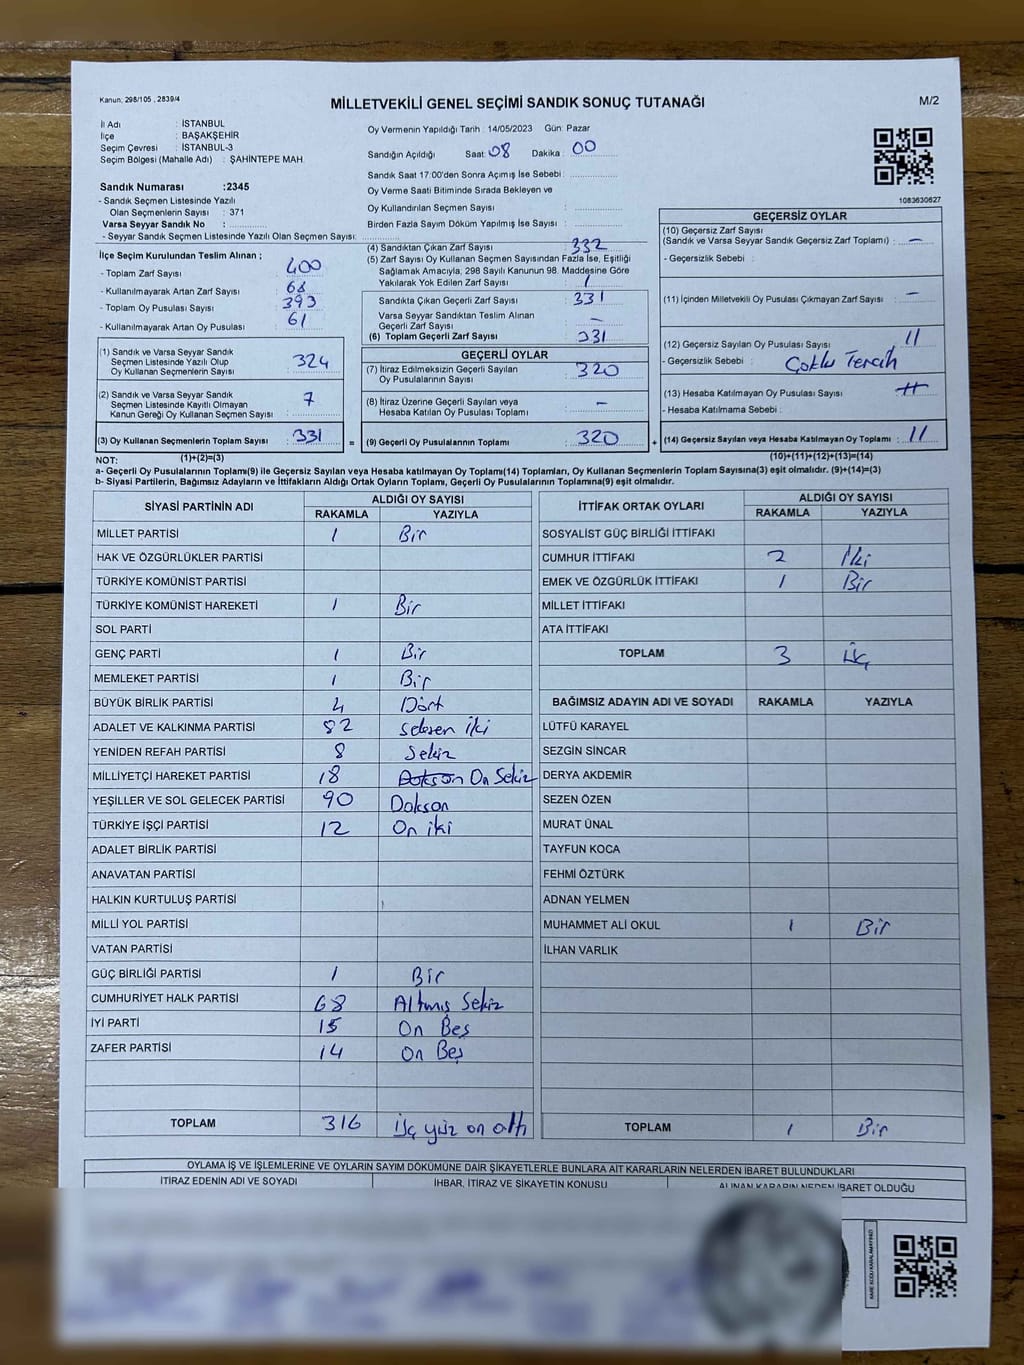 Kanun; 298/105 , 2839/4
MİLLETVEKİLİ GENEL SEÇİMİ SANDIK SONUÇ TUTANAĞI
M/2
İl Adı : İSTANBUL
İlçe : BAŞAKŞEHİR
Seçim Çevresi : İSTANBUL-3
Seçim Bölgesi (Mahalle Adı) : ŞAHİNTEPE MAH.
Sandık Numarası :2345
- Sandık Seçmen Listesinde Yazılı
Olan Seçmenlerin Sayısı : 371
Varsa Seyyar Sandık No :
- Seyyar Sandık Seçmen Listesinde Yazılı Olan Seçmen Sayısı:
Oy Vermenin Yapıldığı Tarih : 14/05/2023 Gün: Pazar
Sandığın Açıldığı Saat: 08 Dakika : 00
Sandık Saat 17:00'den Sonra Açımış İse Sebebi :
Oy Verme Saati Bitiminde Sırada Bekleyen ve
Oy Kullandırılan Seçmen Sayısı :
Birden Fazla Sayım Döküm Yapılmış İse Sayısı :
1083630627
İlçe Seçim Kurulundan Teslim Alınan ;
- Toplam Zarf Sayısı : 400
- Kullanılmayarak Artan Zarf Sayısı : 68
- Toplam Oy Pusulası Sayısı : 393
- Kullanılmayarak Artan Oy Pusulası : 61
(1) Sandık ve Varsa Seyyar Sandık
Seçmen Listesinde Yazılı Olup
Oy Kullanan Seçmenlerin Sayısı : 324
(2) Sandık ve Varsa Seyyar Sandık
Seçmen Listesinde Kayıtlı Olmayan
Kanun Gereği Oy Kullanan Seçmen Sayısı : 7
(3) Oy Kullanan Seçmenlerin Toplam Sayısı : 331
(1)+(2)=(3)
(4) Sandıktan Çıkan Zarf Sayısı : 332
(5) Zarf Sayısı Oy Kullanan Seçmen Sayısından Fazla İse, Eşitliği
Sağlamak Amacıyla; 298 Sayılı Kanunun 98. Maddesine Göre
Yakılarak Yok Edilen Zarf Sayısı : 1
Sandıkta Çıkan Geçerli Zarf Sayısı : 331
Varsa Seyyar Sandıktan Teslim Alınan
Geçerli Zarf Sayısı : –
(6) Toplam Geçerli Zarf Sayısı : 331
GEÇERLİ OYLAR
(7) İtiraz Edilmeksizin Geçerli Sayılan
Oy Pusulalarının Sayısı : 320
(8) İtiraz Üzerine Geçerli Sayılan veya
Hesaba Katılan Oy Pusulası Toplamı : –
= (9) Geçerli Oy Pusulalarının Toplamı : 320 +
GEÇERSİZ OYLAR
(10) Geçersiz Zarf Sayısı
(Sandık ve Varsa Seyyar Sandık Geçersiz Zarf Toplamı) : –
- Geçersizlik Sebebi :
(11) İçinden Milletvekili Oy Pusulası Çıkmayan Zarf Sayısı : –
(12) Geçersiz Sayılan Oy Pusulası Sayısı : 11
- Geçersizlik Sebebi : Çoklu Tercih
(13) Hesaba Katılmayan Oy Pusulası Sayısı :
- Hesaba Katılmama Sebebi :
(14) Geçersiz Sayılan veya Hesaba Katılmayan Oy Toplamı : 11
(10)+(11)+(12)+(13)=(14)
NOT:
a- Geçerli Oy Pusulalarının Toplamı(9) ile Geçersiz Sayılan veya Hesaba katılmayan Oy Toplamı(14) Toplamları, Oy Kullanan Seçmenlerin Toplam Sayısına(3) eşit olmalıdır. (9)+(14)=(3)
b- Siyasi Partilerin, Bağımsız Adayların ve İttifakların Aldığı Ortak Oyların Toplamı, Geçerli Oy Pusulalarının Toplamına(9) eşit olmalıdır.
SİYASİ PARTİNİN ADI ALDIĞI OY SAYISI
RAKAMLA YAZIYLA
MİLLET PARTİSİ 1 Bir
HAK VE ÖZGÜRLÜKLER PARTİSİ
TÜRKİYE KOMÜNİST PARTİSİ
TÜRKİYE KOMÜNİST HAREKETİ 1 Bir
SOL PARTİ
GENÇ PARTİ 1 Bir
MEMLEKET PARTİSİ 1 Bir
BÜYÜK BİRLİK PARTİSİ 4 Dört
ADALET VE KALKINMA PARTİSİ 82 seksen iki
YENİDEN REFAH PARTİSİ 8 Sekiz
MİLLİYETÇİ HAREKET PARTİSİ 18 Dokson On Sekiz
YEŞİLLER VE SOL GELECEK PARTİSİ 90 Dokson
TÜRKİYE İŞÇİ PARTİSİ 12 On iki
ADALET BİRLİK PARTİSİ
ANAVATAN PARTİSİ
HALKIN KURTULUŞ PARTİSİ
MİLLİ YOL PARTİSİ
VATAN PARTİSİ
GÜÇ BİRLİĞİ PARTİSİ 1 Bir
CUMHURİYET HALK PARTİSİ 68 Altmış Sekiz
İYİ PARTİ 15 On Beş
ZAFER PARTİSİ 14 On Beş
TOPLAM 316 üç yüz on altı
İTTİFAK ORTAK OYLARI ALDIĞI OY SAYISI
RAKAMLA YAZIYLA
SOSYALİST GÜÇ BİRLİĞİ İTTİFAKI
CUMHUR İTTİFAKI 2 İki
EMEK VE ÖZGÜRLÜK İTTİFAKI 1 Bir
MİLLET İTTİFAKI
ATA İTTİFAKI
TOPLAM 3 üç
BAĞIMSIZ ADAYIN ADI VE SOYADI RAKAMLA YAZIYLA
LÜTFÜ KARAYEL
SEZGİN SİNCAR
DERYA AKDEMİR
SEZEN ÖZEN
MURAT ÜNAL
TAYFUN KOCA
FEHMİ ÖZTÜRK
ADNAN YELMEN
MUHAMMET ALİ OKUL 1 Bir
İLHAN VARLIK
TOPLAM 1 Bir
OYLAMA İŞ VE İŞLEMLERİNE VE OYLARIN SAYIM DÖKÜMÜNE DAİR ŞİKAYETLERLE BUNLARA AİT KARARLARIN NELERDEN İBARET BULUNDUKLARI
İTİRAZ EDENİN ADI VE SOYADI İHBAR, İTİRAZ VE ŞİKAYETİN KONUSU ALINAN KARARIN NEDEN İBARET OLDUĞU
KARE KODU KARALAMAYINIZ!